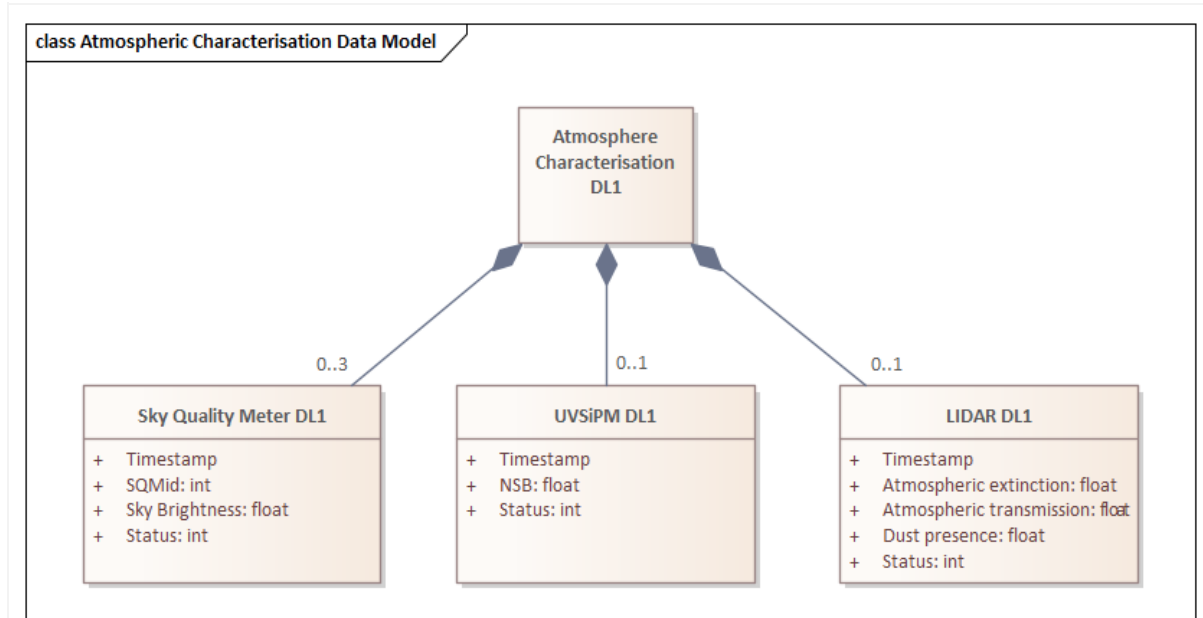 class Atmospheric Characterisation Data Model
Atmosphere
Characterisation
DL1
0..3
0..1
0..1
Sky Quality Meter DL1
+ Timestamp
+ SQMid: int
+ Sky Brightness: float
+ Status: int
UVSiPM DL1
+ Timestamp
+ NSB: float
+ Status: int
LIDAR DL1
+ Timestamp
+ Atmospheric extinction: float
+ Atmospheric transmission: float
+ Dust presence: float
+ Status: int